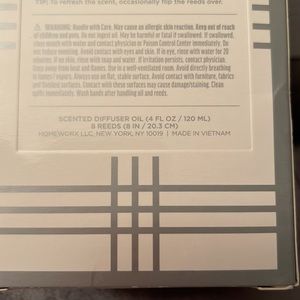 TIP: To refresh the scent, occasionally flip the reeds over.
WARNING: Handle with Care. May cause an allergic skin reaction. Keep out of reach
of children and pets. Do not ingest oil. May be harmful or fatal if swallowed. If swallowed,
rinse mouth with water and contact physician or Poison Control Center immediately. Do
not induce vomiting. Avoid contact with eyes and skin. If in eye, rinse with water for 20
minutes. If on skin, rinse with soap and water. If irritation persists, contact physician.
Keep away from heat and flames. Use in a well-ventilated room. Avoid directly breathing
in fumes / vapors. Always use on flat, stable surface. Avoid contact with furniture, fabrics
and finished surfaces. Contact with these surfaces may cause damage/staining. Clean
spills immediately. Wash hands after handling oil and reeds.
SCENTED DIFFUSER OIL (4 FL OZ / 120 ML)
8 REEDS (8 IN / 20.3 CM)
HOMEWORX LLC, NEW YORK, NY 10019 | MADE IN VIETNAM